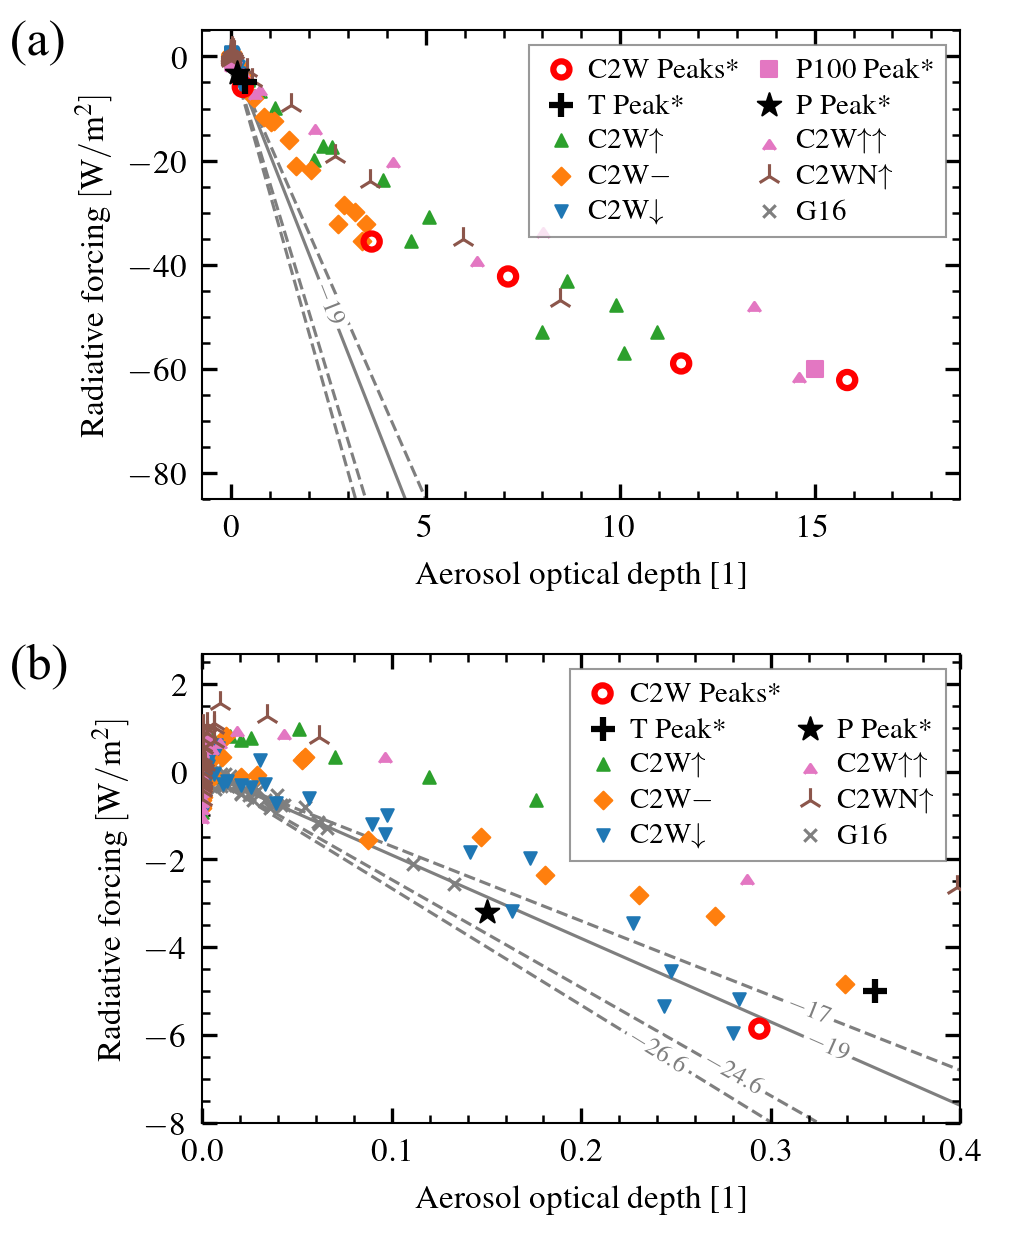 (a)
0
−20
−40
−60
−80
Radiative forcing [W/m²]
C2W Peaks*
T Peak*
C2W↑
C2W−
C2W↓
P100 Peak*
P Peak*
C2W↑↑
C2WN↑
G16
−19
0
5
10
15
Aerosol optical depth [1]
(b)
2
0
−2
−4
−6
−8
Radiative forcing [W/m²]
C2W Peaks*
T Peak*
C2W↑
C2W−
C2W↓
P Peak*
C2W↑↑
C2WN↑
G16
−17
−19
−26.6
−24.6
0.0
0.1
0.2
0.3
0.4
Aerosol optical depth [1]